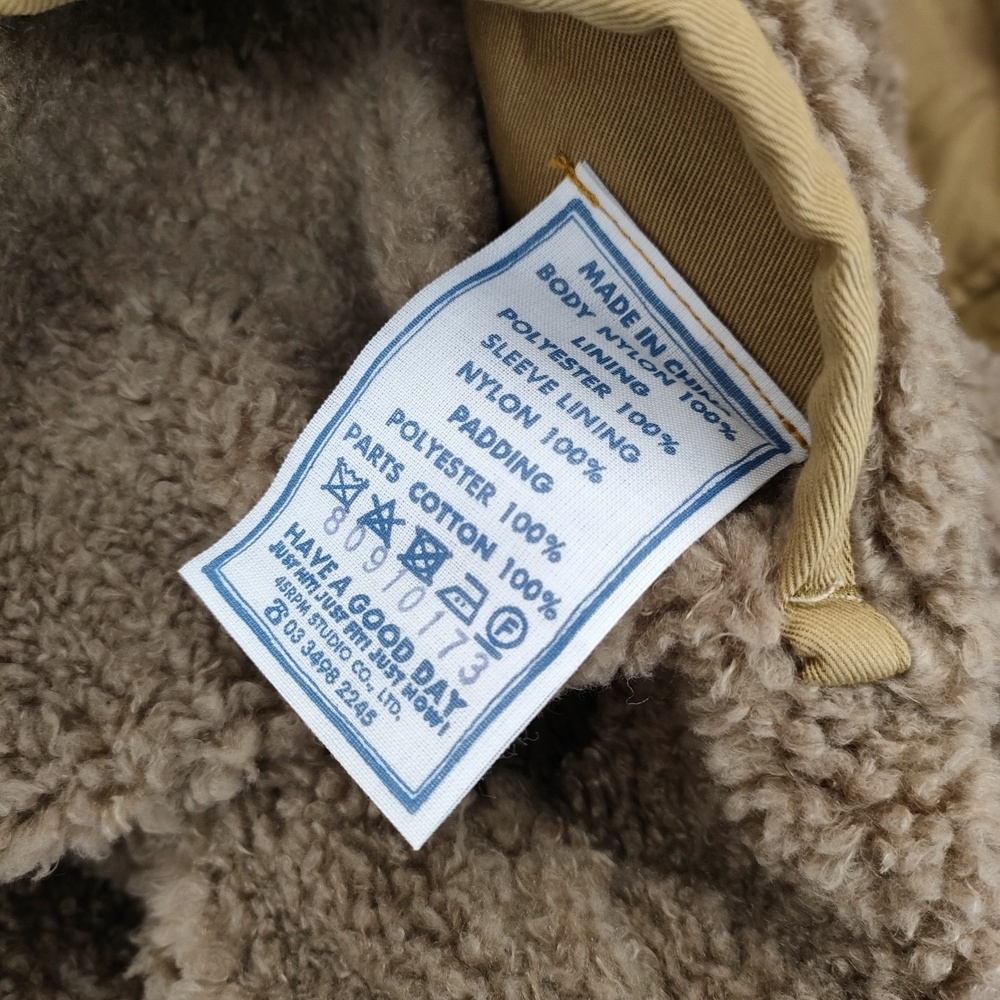 MADE IN CHINA
BODY NYLON 100%
LINING
POLYESTER 100%
SLEEVE LINING
NYLON 100%
PADDING
POLYESTER 100%
PARTS COTTON 100%
F
80910173
HAVE A GOOD DAY
JUST FIT! JUST FIT! JUST NOW!
45RPM STUDIO CO., LTD.
☎ 03 3498 2245